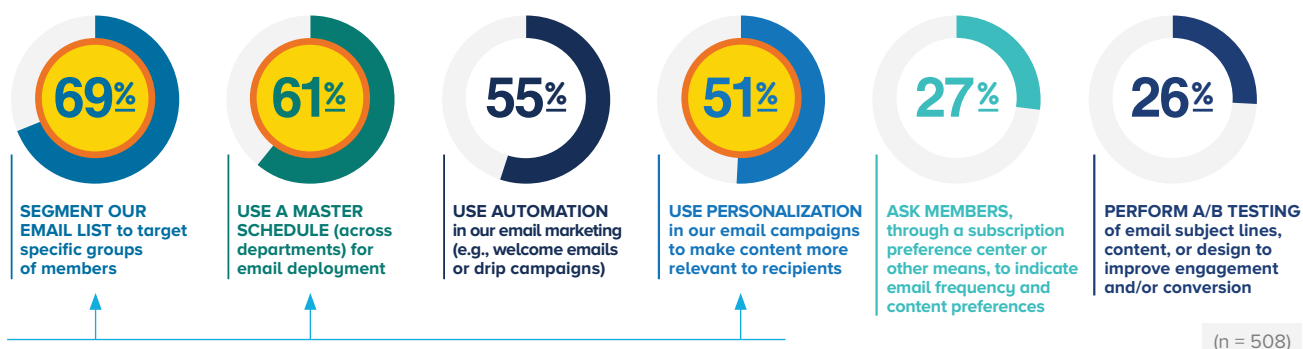 69%
SEGMENT OUR
EMAIL LIST to target
specific groups
of members
61%
USE A MASTER
SCHEDULE (across
departments) for
email deployment
55%
USE AUTOMATION
in our email marketing
(e.g., welcome emails
or drip campaigns)
51%
USE PERSONALIZATION
in our email campaigns
to make content more
relevant to recipients
27%
ASK MEMBERS,
through a subscription
preference center or
other means, to indicate
email frequency and
content preferences
26%
PERFORM A/B TESTING
of email subject lines,
content, or design to
improve engagement
and/or conversion
(n = 508)